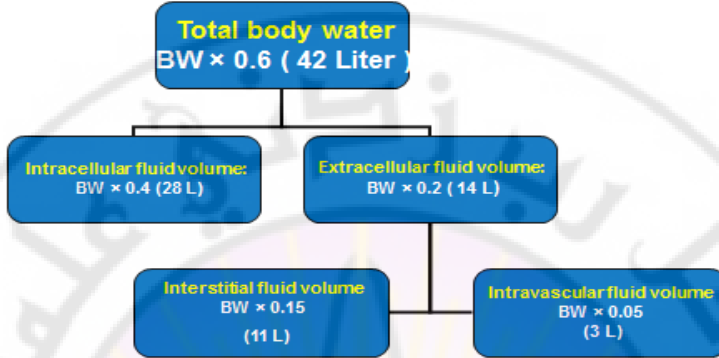 Total body water
BW × 0.6 ( 42 Liter )
Intracellular fluid volume:
BW × 0.4 (28 L)
Extracellular fluid volume:
BW × 0.2 ( 14 L)
Interstitial fluid volume
BW × 0.15
(11 L)
Intravascular fluid volume
BW × 0.05
(3 L)